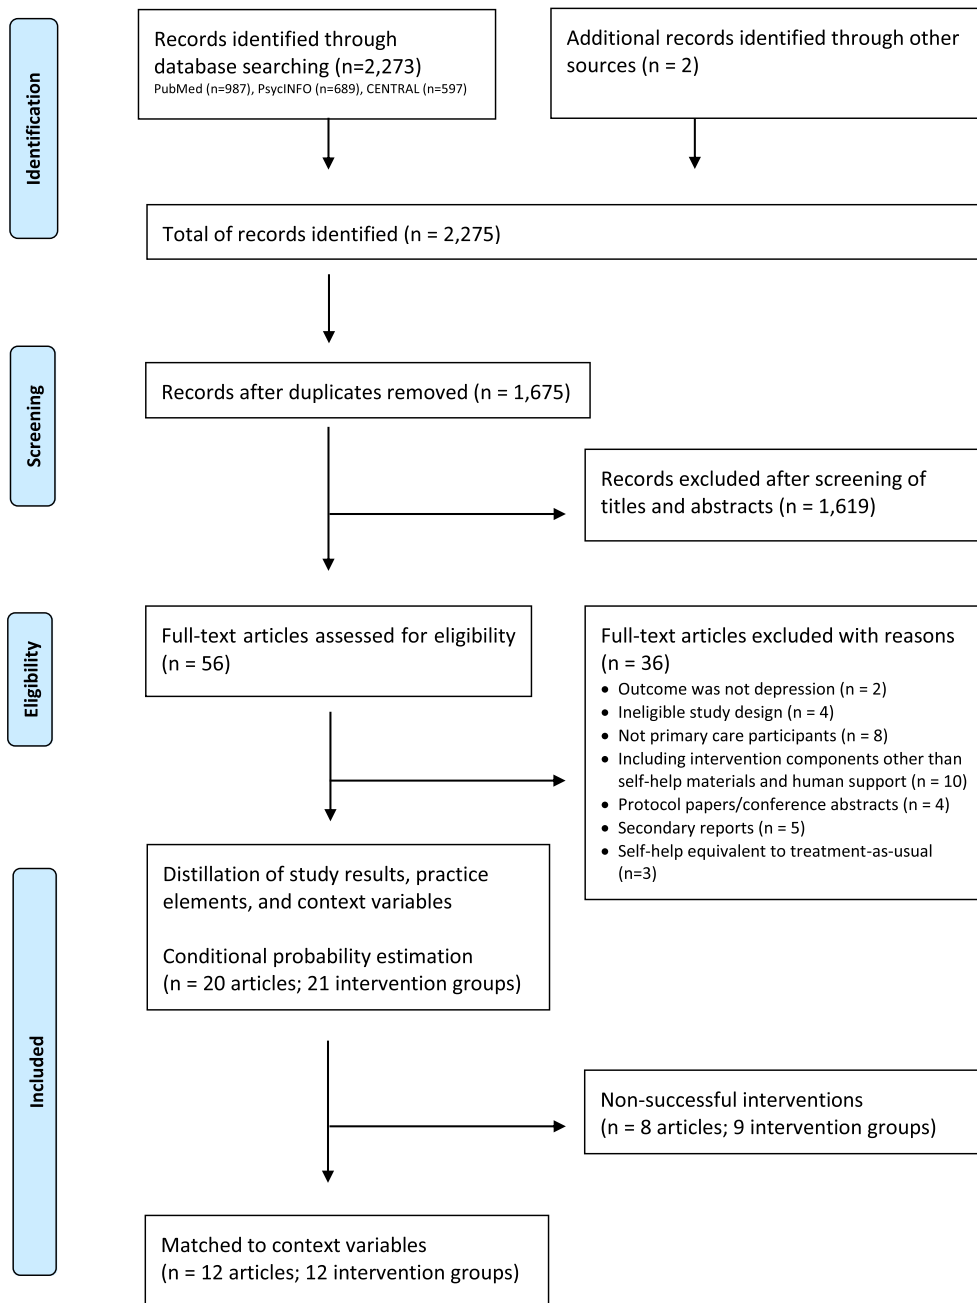 Identification
Records identified through
database searching (n=2,273)
PubMed (n=987), PsycINFO (n=689), CENTRAL (n=597)
Additional records identified through other
sources (n = 2)
Total of records identified (n = 2,275)
Screening
Records after duplicates removed (n = 1,675)
Records excluded after screening of
titles and abstracts (n = 1,619)
Eligibility
Full-text articles assessed for eligibility
(n = 56)
Full-text articles excluded with reasons
(n = 36)
• Outcome was not depression (n = 2)
• Ineligible study design (n = 4)
• Not primary care participants (n = 8)
• Including intervention components other than
self-help materials and human support (n = 10)
• Protocol papers/conference abstracts (n = 4)
• Secondary reports (n = 5)
• Self-help equivalent to treatment-as-usual
(n=3)
Included
Distillation of study results, practice
elements, and context variables
Conditional probability estimation
(n = 20 articles; 21 intervention groups)
Non-successful interventions
(n = 8 articles; 9 intervention groups)
Matched to context variables
(n = 12 articles; 12 intervention groups)